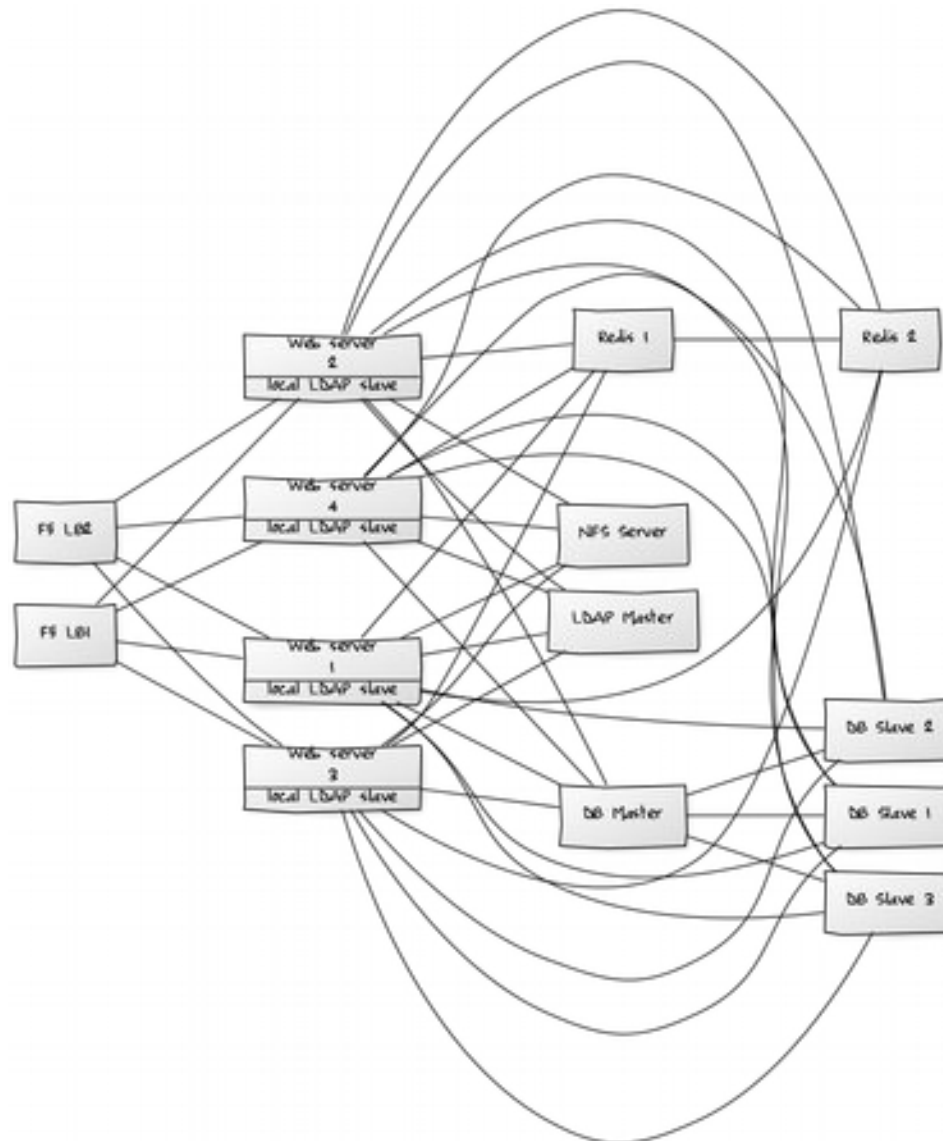 Web server
2
local LDAP slave
Redis 1
Redis 2
Web server
4
local LDAP slave
F5 LB2
NFS Server
F5 LB1
LDAP Master
Web server
1
local LDAP slave
DB Slave 2
Web server
3
local LDAP slave
DB Master
DB Slave 1
DB Slave 3